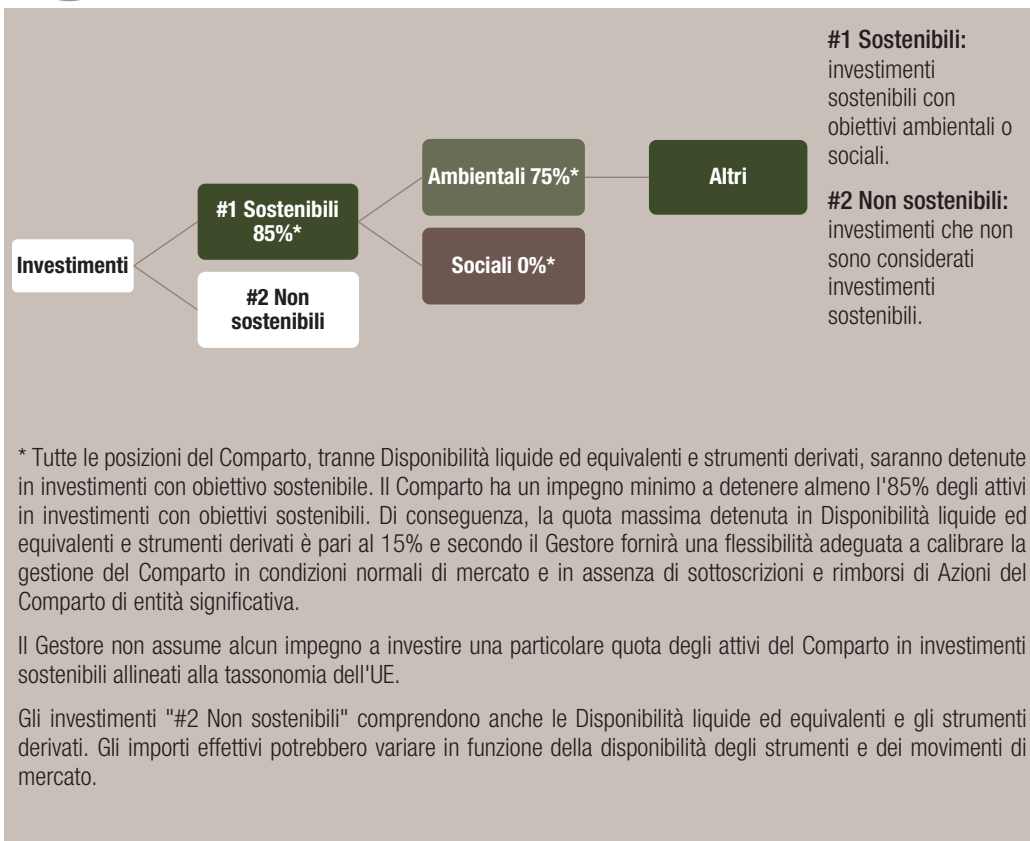 Investimenti
#1 Sostenibili
85%*
#2 Non
sostenibili
Ambientali 75%*
Sociali 0%*
Altri
#1 Sostenibili:
investimenti
sostenibili con
obiettivi ambientali o
sociali.
#2 Non sostenibili:
investimenti che non
sono considerati
investimenti
sostenibili.
* Tutte le posizioni del Comparto, tranne Disponibilità liquide ed equivalenti e strumenti derivati, saranno detenute
in investimenti con obiettivo sostenibile. Il Comparto ha un impegno minimo a detenere almeno l'85% degli attivi
in investimenti con obiettivi sostenibili. Di conseguenza, la quota massima detenuta in Disponibilità liquide ed
equivalenti e strumenti derivati è pari al 15% e secondo il Gestore fornirà una flessibilità adeguata a calibrare la
gestione del Comparto in condizioni normali di mercato e in assenza di sottoscrizioni e rimborsi di Azioni del
Comparto di entità significativa.
Il Gestore non assume alcun impegno a investire una particolare quota degli attivi del Comparto in investimenti
sostenibili allineati alla tassonomia dell'UE.
Gli investimenti "#2 Non sostenibili" comprendono anche le Disponibilità liquide ed equivalenti e gli strumenti
derivati. Gli importi effettivi potrebbero variare in funzione della disponibilità degli strumenti e dei movimenti di
mercato.